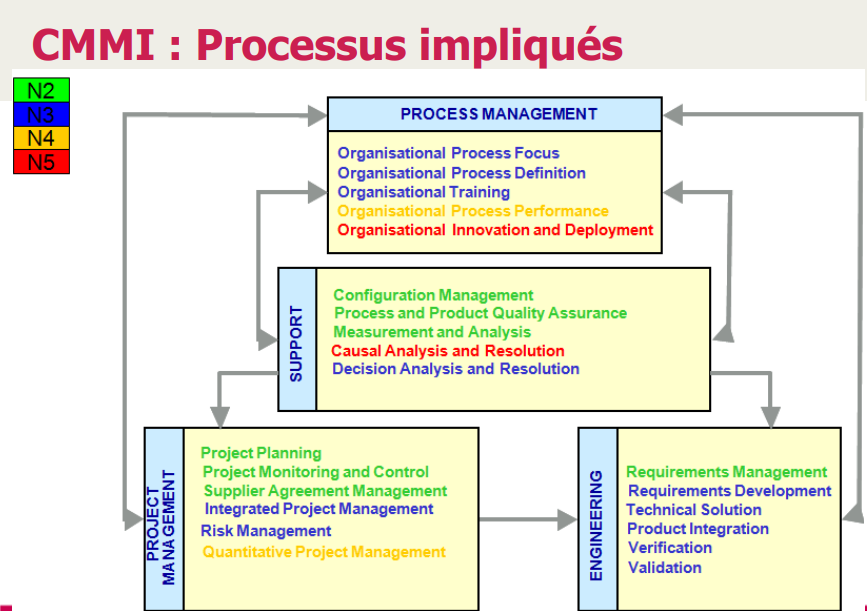 CMMI : Processus impliqués
N2
N3
N4
N5
PROCESS MANAGEMENT
Organisational Process Focus
Organisational Process Definition
Organisational Training
Organisational Process Performance
Organisational Innovation and Deployment
SUPPORT
Configuration Management
Process and Product Quality Assurance
Measurement and Analysis
Causal Analysis and Resolution
Decision Analysis and Resolution
PROJECT
MANAGEMENT
Project Planning
Project Monitoring and Control
Supplier Agreement Management
Integrated Project Management
Risk Management
Quantitative Project Management
ENGINEERING
Requirements Management
Requirements Development
Technical Solution
Product Integration
Verification
Validation